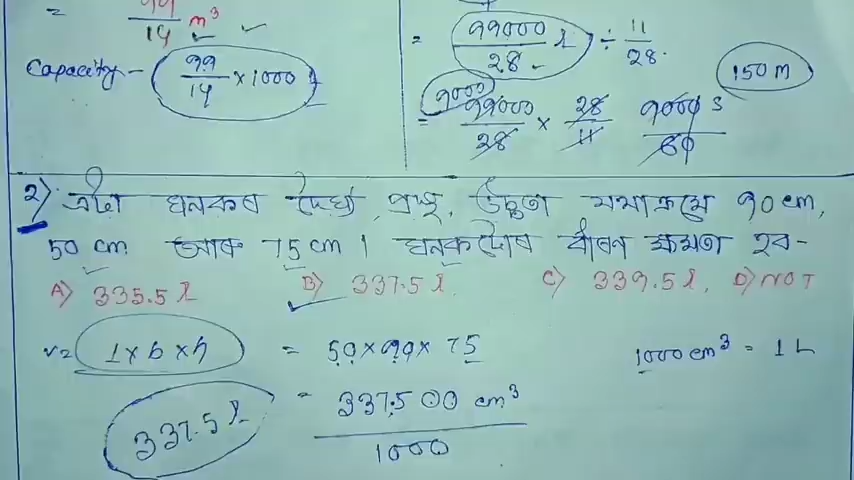 = 99/14 m³
Capacity - 99/14 × 1000 l
= 99000/28 l ÷ 11/28.
150 m
9000
= 99000/28 × 28/11 9000 s/60
2) এটা ঘনকৰ দৈৰ্ঘ্য, প্ৰস্থ, উচ্চতা যথাক্ৰমে 90 cm,
50 cm আৰু 75 cm। ঘনকটোৰ ধাৰণ ক্ষমতা হব -
A) 335.5 l B) 337.5 l. C) 339.5 l. D) NOT
v = l × b × h = 50 × 90 × 75 1000 cm³ = 1 L
= 337500 cm³/1000
337.5 l